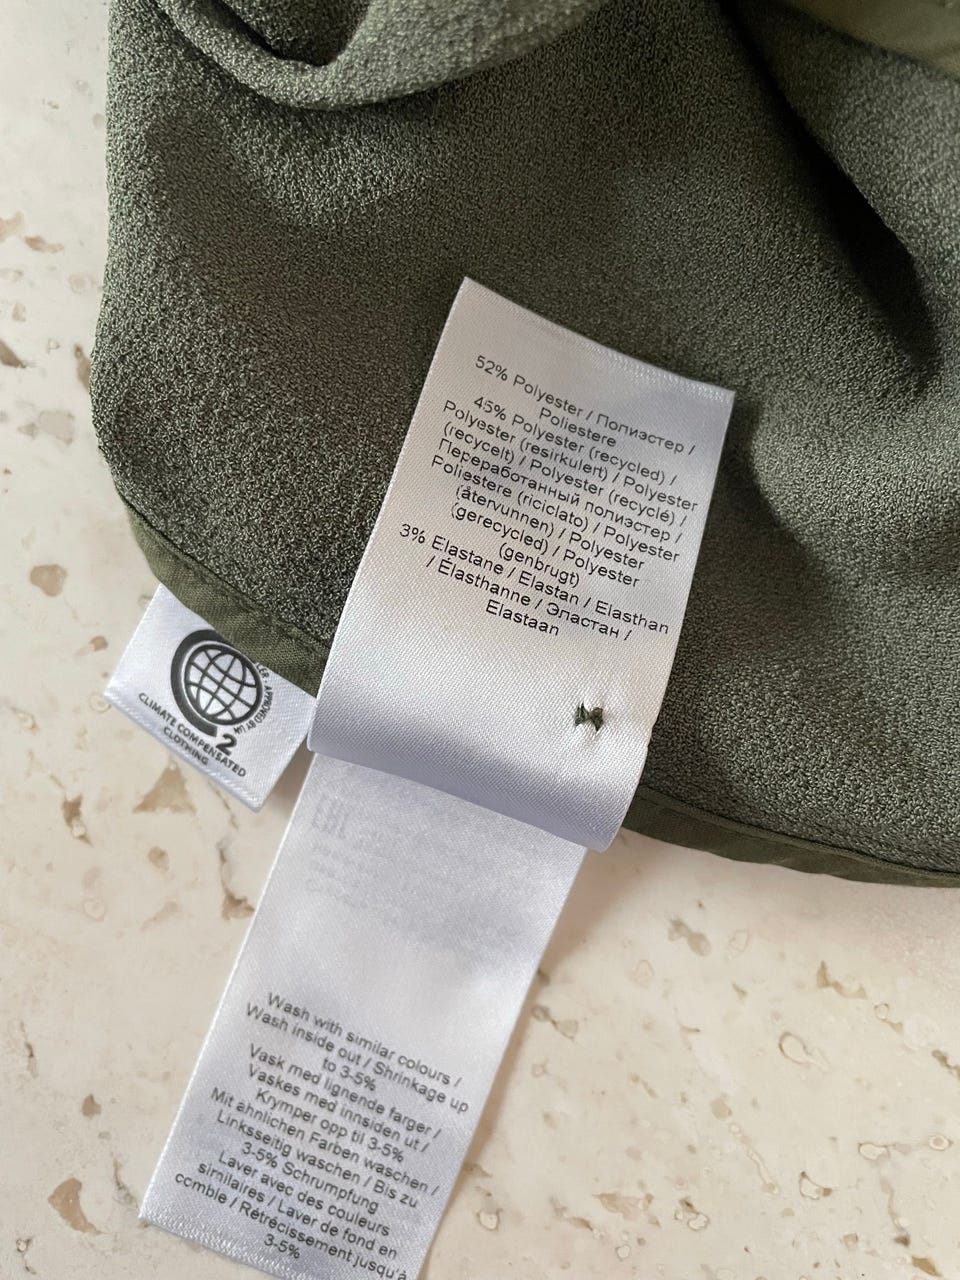 52% Polyester / Полиэстер /
Poliestere
45% Polyester (recycled) /
Polyester (resirkulert) / Polyester
(recycelt) / Polyester (recyclé) /
Переработанный полиэстер /
Poliestere (riciclato) / Polyester
(återvunnen) / Polyester
(gerecycled) / Polyester
(genbrugt)
3% Elastane / Elastan / Elasthan
/ Élasthanne / Эластан /
Elastaan
APPROVED BY
2
CLIMATE COMPENSATED
CLOTHING
Wash with similar colours /
Wash inside out / Shrinkage up
to 3-5%
Vask med lignende farger /
Vaskes med innsiden ut /
Krymper opp til 3-5%
Mit ähnlichen Farben waschen /
Linksseitig waschen / Bis zu
3-5% Schrumpfung
Laver avec des couleurs
similaires / Laver de fond en
comble / Rétrécissement jusqu'à
3-5%